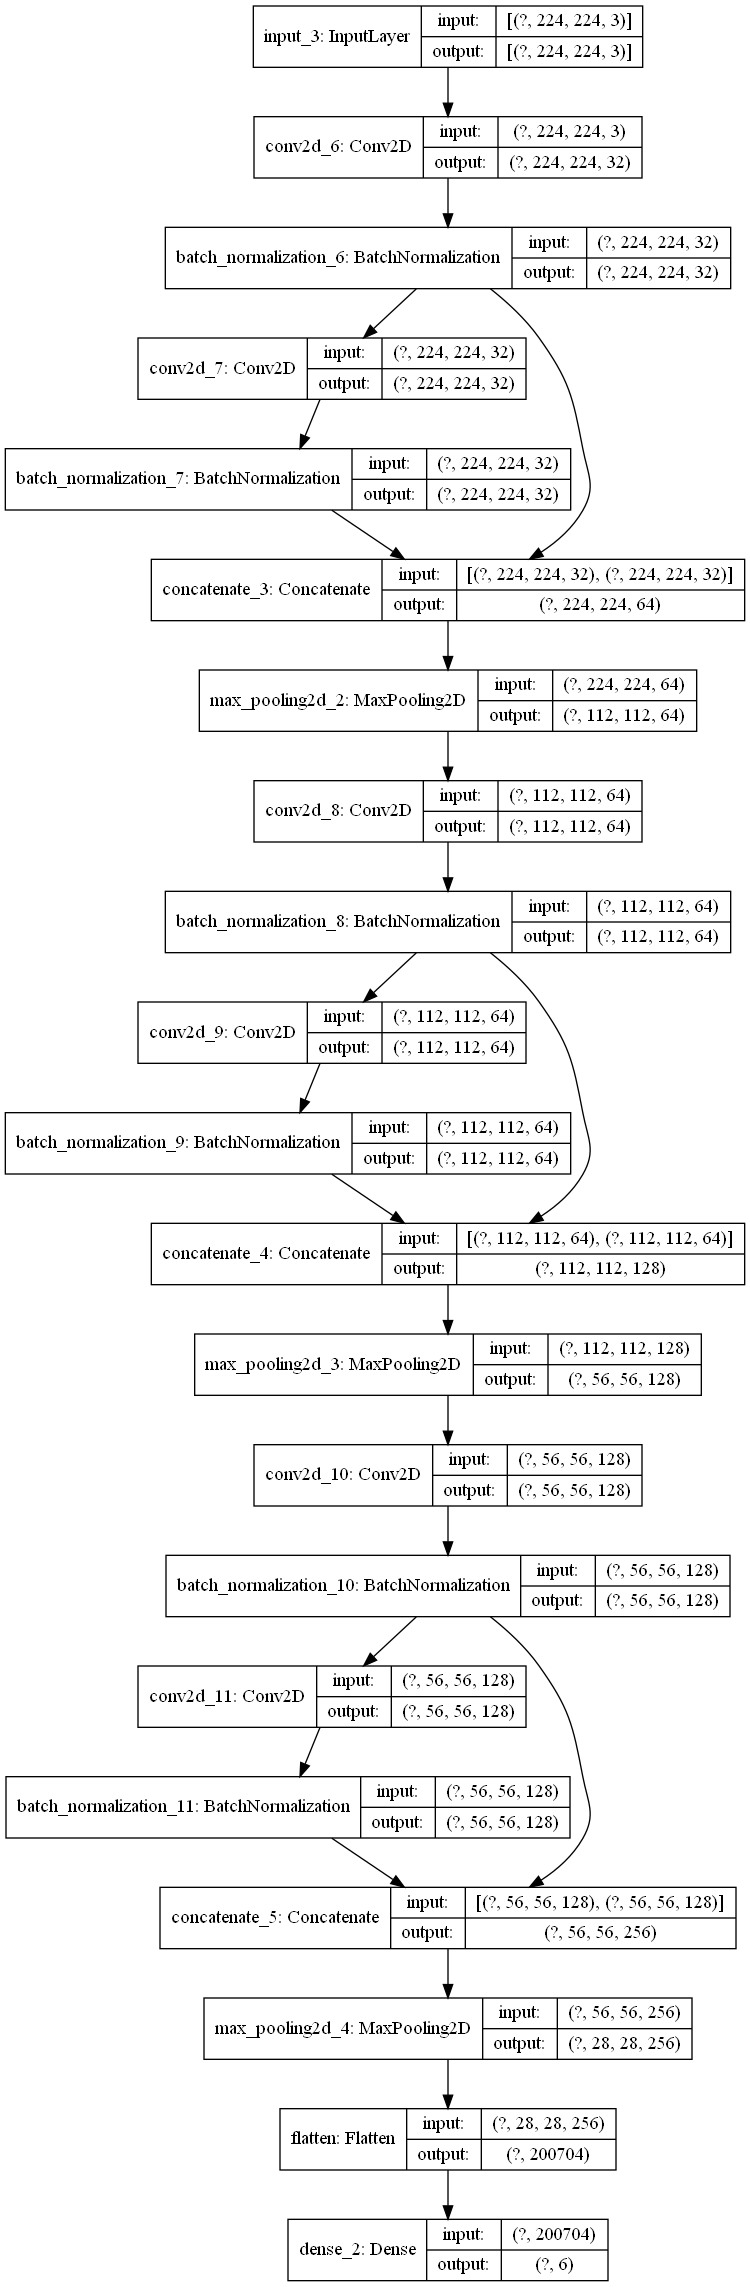 input_3: InputLayer
input: [(?, 224, 224, 3)]
output: [(?, 224, 224, 3)]
conv2d_6: Conv2D
input: (?, 224, 224, 3)
output: (?, 224, 224, 32)
batch_normalization_6: BatchNormalization
input: (?, 224, 224, 32)
output: (?, 224, 224, 32)
conv2d_7: Conv2D
input: (?, 224, 224, 32)
output: (?, 224, 224, 32)
batch_normalization_7: BatchNormalization
input: (?, 224, 224, 32)
output: (?, 224, 224, 32)
concatenate_3: Concatenate
input: [(?, 224, 224, 32), (?, 224, 224, 32)]
output: (?, 224, 224, 64)
max_pooling2d_2: MaxPooling2D
input: (?, 224, 224, 64)
output: (?, 112, 112, 64)
conv2d_8: Conv2D
input: (?, 112, 112, 64)
output: (?, 112, 112, 64)
batch_normalization_8: BatchNormalization
input: (?, 112, 112, 64)
output: (?, 112, 112, 64)
conv2d_9: Conv2D
input: (?, 112, 112, 64)
output: (?, 112, 112, 64)
batch_normalization_9: BatchNormalization
input: (?, 112, 112, 64)
output: (?, 112, 112, 64)
concatenate_4: Concatenate
input: [(?, 112, 112, 64), (?, 112, 112, 64)]
output: (?, 112, 112, 128)
max_pooling2d_3: MaxPooling2D
input: (?, 112, 112, 128)
output: (?, 56, 56, 128)
conv2d_10: Conv2D
input: (?, 56, 56, 128)
output: (?, 56, 56, 128)
batch_normalization_10: BatchNormalization
input: (?, 56, 56, 128)
output: (?, 56, 56, 128)
conv2d_11: Conv2D
input: (?, 56, 56, 128)
output: (?, 56, 56, 128)
batch_normalization_11: BatchNormalization
input: (?, 56, 56, 128)
output: (?, 56, 56, 128)
concatenate_5: Concatenate
input: [(?, 56, 56, 128), (?, 56, 56, 128)]
output: (?, 56, 56, 256)
max_pooling2d_4: MaxPooling2D
input: (?, 56, 56, 256)
output: (?, 28, 28, 256)
flatten: Flatten
input: (?, 28, 28, 256)
output: (?, 200704)
dense_2: Dense
input: (?, 200704)
output: (?, 6)